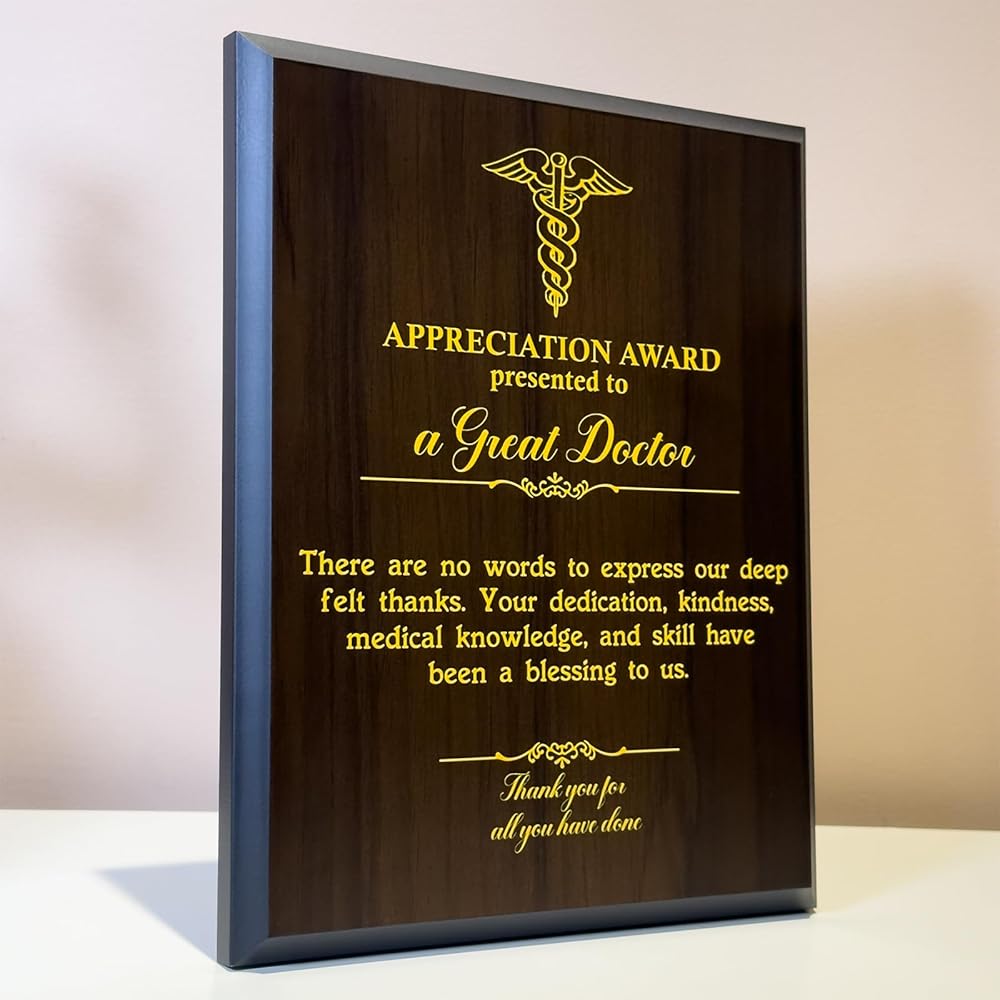 APPRECIATION AWARD
presented to
a Great Doctor
There are no words to express our deep
felt thanks. Your dedication, kindness,
medical knowledge, and skill have
been a blessing to us.
Thank you for
all you have done